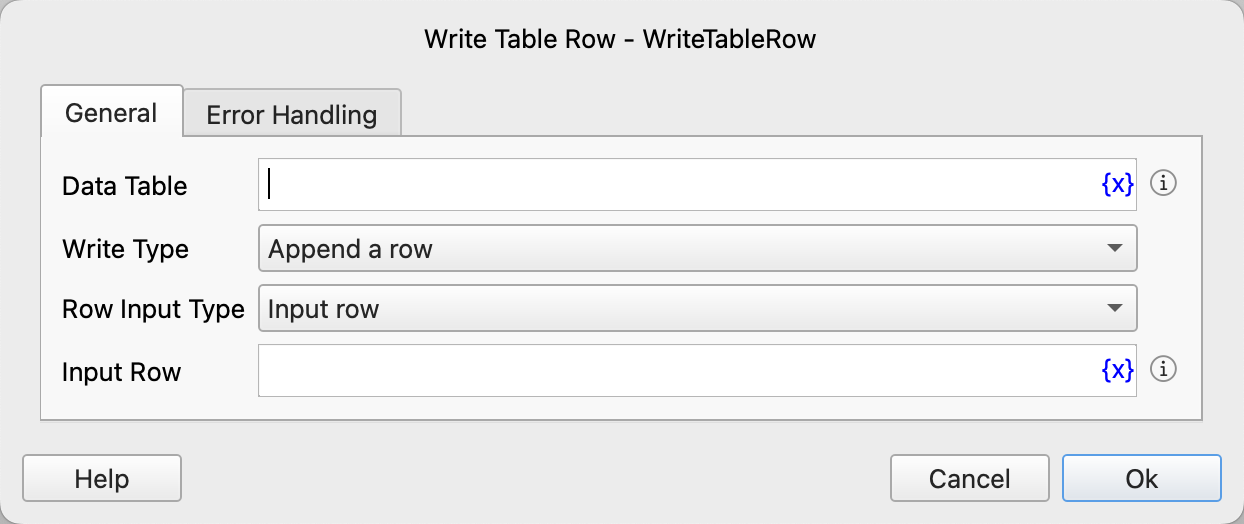 Write Table Row - WriteTableRow
General
Error Handling
Data Table {x} i
Write Type Append a row
Row Input Type Input row
Input Row {x} i
Help Cancel Ok